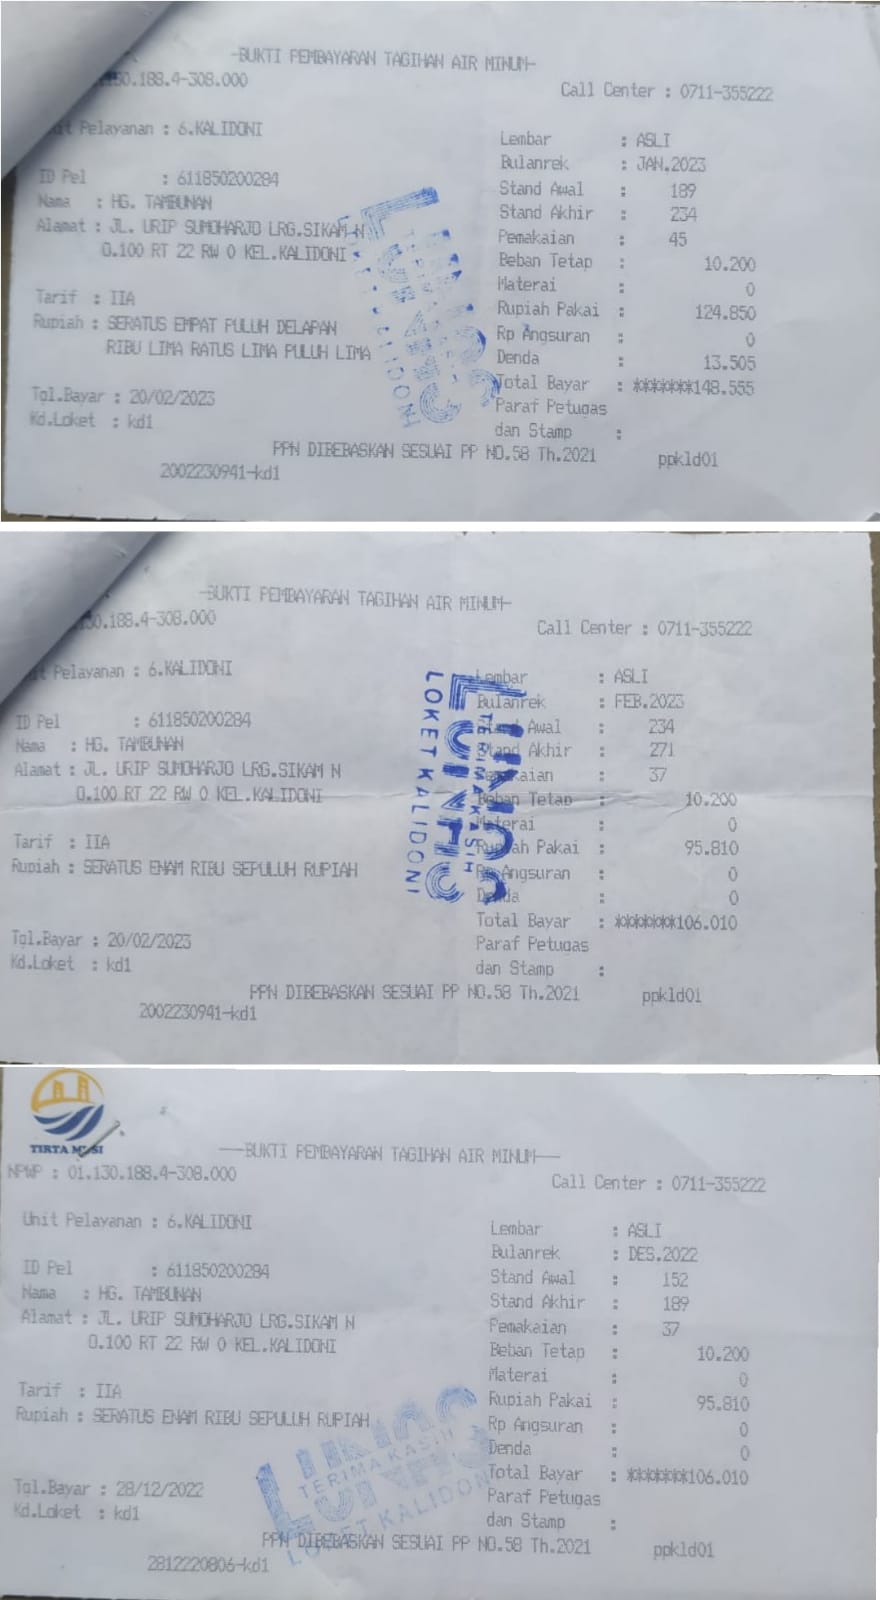 -BUKTI PEMBAYARAN TAGIHAN AIR MINUM-
50.188.4-308.000
Call Center : 0711-355222
Pelayanan : 6.KALIDONI
ID Pel : 611850200284
Nama : HG. TAMBUNAN
Alamat : JL. URIP SUMOHARJO LRG.SIKAM N
0.100 RT 22 RW 0 KEL.KALIDONI
Tarif : IIA
Rupiah : SERATUS EMPAT PULUH DELAPAN
RIBU LIMA RATUS LIMA PULUH LIMA
Tgl.Bayar : 20/02/2023
Kd.Loket : kd1
Lembar : ASLI
Bulanrek : JAN.2023
Stand Awal : 189
Stand Akhir : 234
Pemakaian : 45
Beban Tetap : 10.200
Materai : 0
Rupiah Pakai : 124.850
Rp Angsuran : 0
Denda : 13.505
Total Bayar : *******148.555
Paraf Petugas
dan Stamp :
PPN DIBEBASKAN SESUAI PP NO.58 Th.2021
ppkld01
2002230941-kd1
-BUKTI PEMBAYARAN TAGIHAN AIR MINUM-
30.188.4-308.000
Call Center : 0711-355222
Pelayanan : 6.KALIDONI
ID Pel : 611850200284
Nama : HG. TAMBUNAN
Alamat : JL. URIP SUMOHARJO LRG.SIKAM N
0.100 RT 22 RW 0 KEL.KALIDONI
Tarif : IIA
Rupiah : SERATUS ENAM RIBU SEPULUH RUPIAH
Tgl.Bayar : 20/02/2023
Kd.Loket : kd1
LUNAS
TERIMA KASIH
LOKET KALIDONI
Lembar : ASLI
Bulanrek : FEB.2023
Stand Awal : 234
Stand Akhir : 271
Pemakaian : 37
Beban Tetap : 10.200
Materai : 0
Rupiah Pakai : 95.810
Rp Angsuran : 0
Denda : 0
Total Bayar : *******106.010
Paraf Petugas
dan Stamp :
PPN DIBEBASKAN SESUAI PP NO.58 Th.2021
ppkld01
2002230941-kd1
TIRTA MUSI
—BUKTI PEMBAYARAN TAGIHAN AIR MINUM—
NPWP : 01.130.188.4-308.000
Call Center : 0711-355222
Unit Pelayanan : 6.KALIDONI
ID Pel : 611850200284
Nama : HG. TAMBUNAN
Alamat : JL. URIP SUMOHARJO LRG.SIKAM N
0.100 RT 22 RW 0 KEL.KALIDONI
Tarif : IIA
Rupiah : SERATUS ENAM RIBU SEPULUH RUPIAH
Tgl.Bayar : 28/12/2022
Kd.Loket : kd1
LUNAS
TERIMA KASIH
LOKET KALIDONI
Lembar : ASLI
Bulanrek : DES.2022
Stand Awal : 152
Stand Akhir : 189
Pemakaian : 37
Beban Tetap : 10.200
Materai : 0
Rupiah Pakai : 95.810
Rp Angsuran : 0
Denda : 0
Total Bayar : *******106.010
Paraf Petugas
dan Stamp :
PPN DIBEBASKAN SESUAI PP NO.58 Th.2021
ppkld01
2812220806-kd1